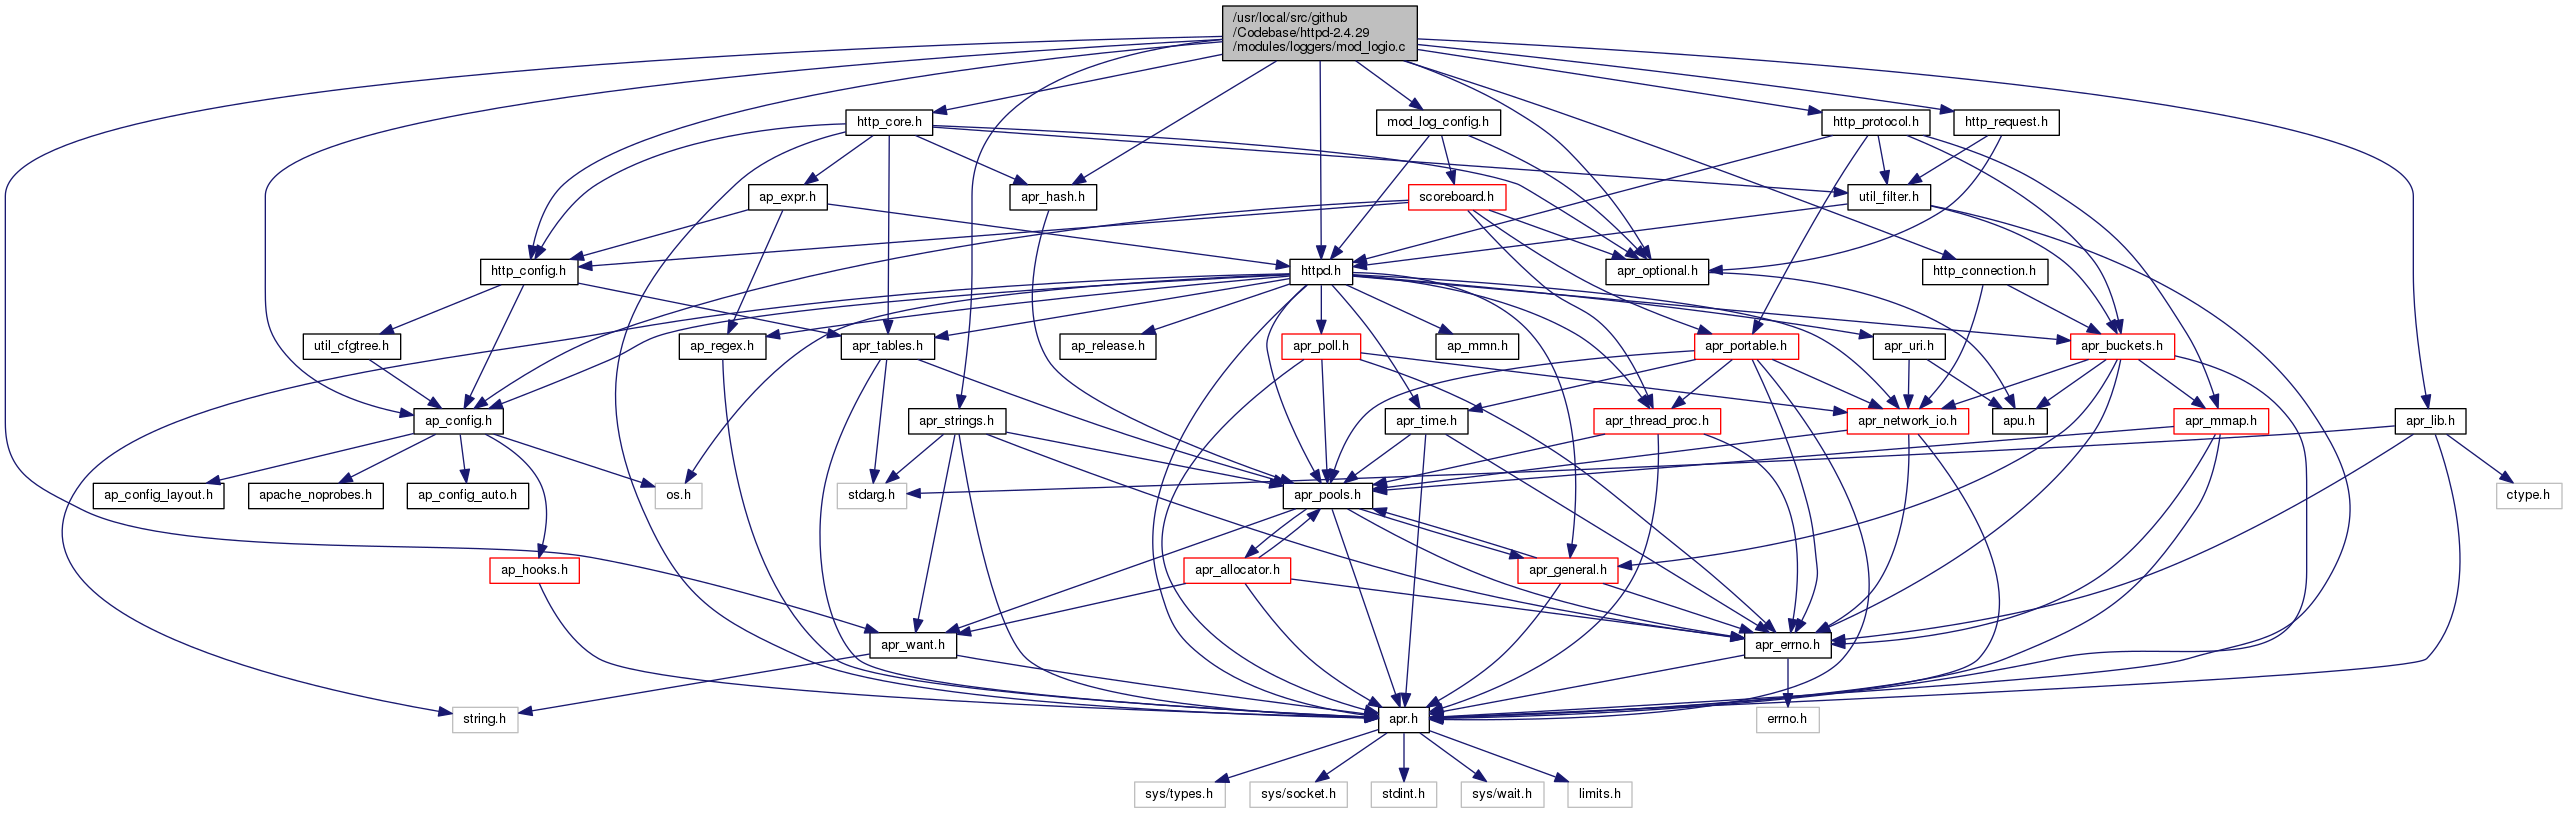 /usr/local/src/github
/Codebase/httpd-2.4.29
/modules/loggers/mod_logio.c
http_core.h
mod_log_config.h
http_protocol.h
http_request.h
ap_expr.h
apr_hash.h
scoreboard.h
util_filter.h
http_config.h
httpd.h
apr_optional.h
http_connection.h
util_cfgtree.h
ap_regex.h
apr_tables.h
ap_release.h
apr_poll.h
ap_mmn.h
apr_portable.h
apr_uri.h
apr_buckets.h
ap_config.h
apr_strings.h
apr_time.h
apr_thread_proc.h
apr_network_io.h
apu.h
apr_mmap.h
apr_lib.h
ap_config_layout.h
apache_noprobes.h
ap_config_auto.h
os.h
stdarg.h
apr_pools.h
ctype.h
ap_hooks.h
apr_allocator.h
apr_general.h
apr_want.h
apr_errno.h
string.h
apr.h
errno.h
sys/types.h
sys/socket.h
stdint.h
sys/wait.h
limits.h